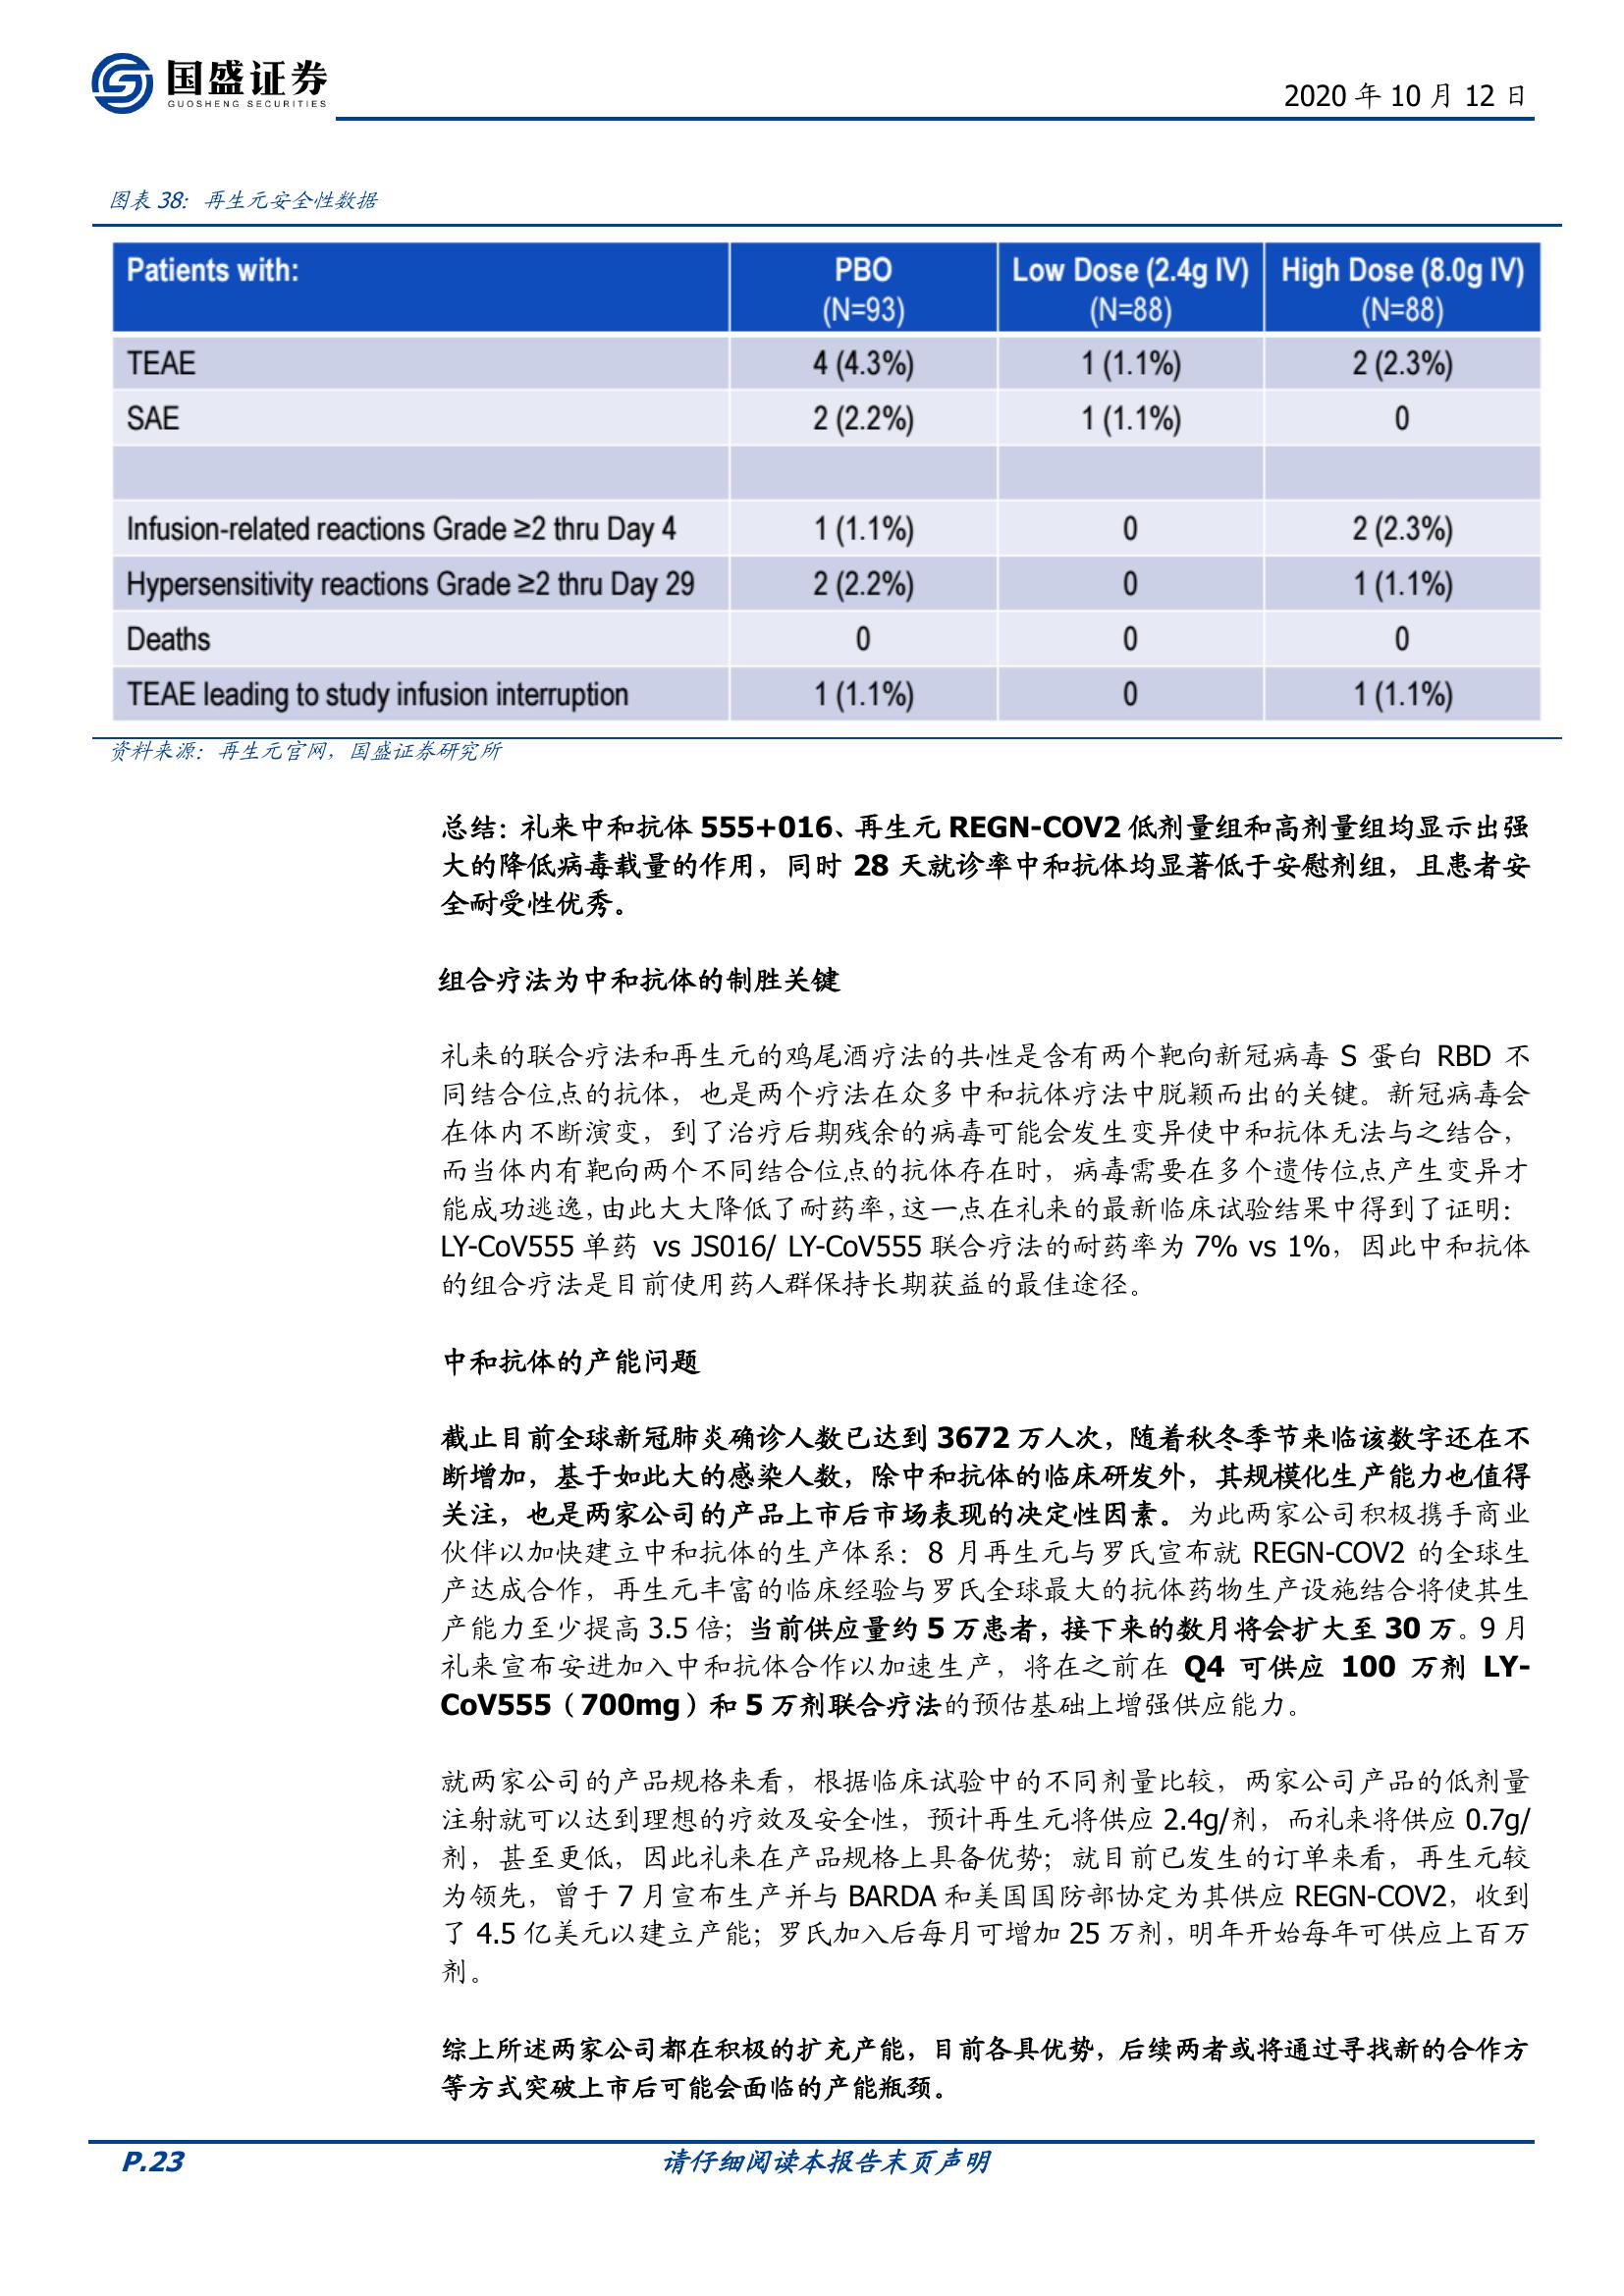 国盛证券
GUOSHENG SECURITIES
2020 年 10 月 12 日
图表 38：再生元安全性数据
Patients with: PBO Low Dose (2.4g IV) High Dose (8.0g IV)
(N=93) (N=88) (N=88)
TEAE 4 (4.3%) 1 (1.1%) 2 (2.3%)
SAE 2 (2.2%) 1 (1.1%) 0
Infusion-related reactions Grade ≥2 thru Day 4 1 (1.1%) 0 2 (2.3%)
Hypersensitivity reactions Grade ≥2 thru Day 29 2 (2.2%) 0 1 (1.1%)
Deaths 0 0 0
TEAE leading to study infusion interruption 1 (1.1%) 0 1 (1.1%)
资料来源：再生元官网，国盛证券研究所
总结：礼来中和抗体 555+016、再生元 REGN-COV2 低剂量组和高剂量组均显示出强
大的降低病毒载量的作用，同时 28 天就诊率中和抗体均显著低于安慰剂组，且患者安
全耐受性优秀。
组合疗法为中和抗体的制胜关键
礼来的联合疗法和再生元的鸡尾酒疗法的共性是含有两个靶向新冠病毒 S 蛋白 RBD 不
同结合位点的抗体，也是两个疗法在众多中和抗体疗法中脱颖而出的关键。新冠病毒会
在体内不断演变，到了治疗后期残余的病毒可能会发生变异使中和抗体无法与之结合，
而当体内有靶向两个不同结合位点的抗体存在时，病毒需要在多个遗传位点产生变异才
能成功逃逸，由此大大降低了耐药率，这一点在礼来的最新临床试验结果中得到了证明：
LY-CoV555 单药 vs JS016/ LY-CoV555 联合疗法的耐药率为 7% vs 1%，因此中和抗体
的组合疗法是目前使用药人群保持长期获益的最佳途径。
中和抗体的产能问题
截止目前全球新冠肺炎确诊人数已达到 3672 万人次，随着秋冬季节来临该数字还在不
断增加，基于如此大的感染人数，除中和抗体的临床研发外，其规模化生产能力也值得
关注，也是两家公司的产品上市后市场表现的决定性因素。为此两家公司积极携手商业
伙伴以加快建立中和抗体的生产体系：8 月再生元与罗氏宣布就 REGN-COV2 的全球生
产达成合作，再生元丰富的临床经验与罗氏全球最大的抗体药物生产设施结合将使其生
产能力至少提高 3.5 倍；当前供应量约 5 万患者，接下来的数月将会扩大至 30 万。9 月
礼来宣布安进加入中和抗体合作以加速生产，将在之前在 Q4 可供应 100 万剂 LY-
CoV555（700mg）和 5 万剂联合疗法的预估基础上增强供应能力。
就两家公司的产品规格来看，根据临床试验中的不同剂量比较，两家公司产品的低剂量
注射就可以达到理想的疗效及安全性，预计再生元将供应 2.4g/剂，而礼来将供应 0.7g/
剂，甚至更低，因此礼来在产品规格上具备优势；就目前已发生的订单来看，再生元较
为领先，曾于 7 月宣布生产并与 BARDA 和美国国防部协定为其供应 REGN-COV2，收到
了 4.5 亿美元以建立产能；罗氏加入后每月可增加 25 万剂，明年开始每年可供应上百万
剂。
综上所述两家公司都在积极的扩充产能，目前各具优势，后续两者或将通过寻找新的合作方
等方式突破上市后可能会面临的产能瓶颈。
P.23 请仔细阅读本报告末页声明